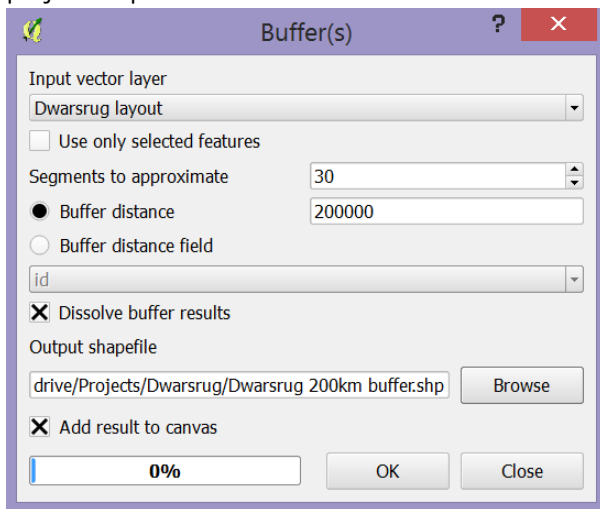 Buffer(s)
?
Input vector layer
Dwarsrug layout
Use only selected features
Segments to approximate 30
Buffer distance 200000
Buffer distance field
id
Dissolve buffer results
Output shapefile
drive/Projects/Dwarsrug/Dwarsrug 200km buffer.shp Browse
Add result to canvas
0% OK Close